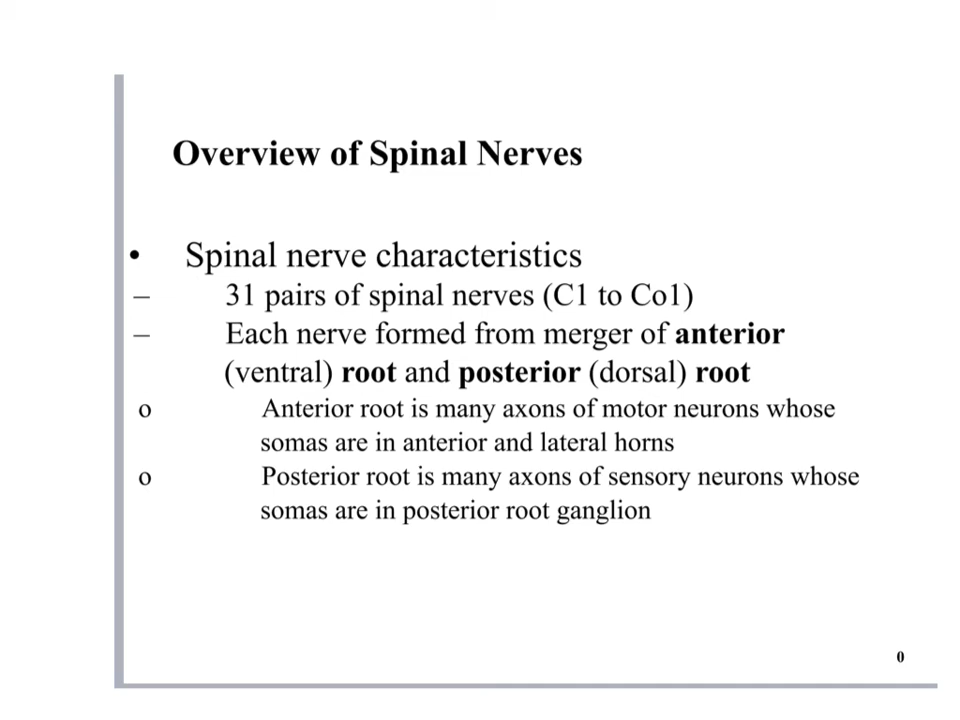 Overview of Spinal Nerves
• Spinal nerve characteristics
– 31 pairs of spinal nerves (C1 to Co1)
– Each nerve formed from merger of anterior
(ventral) root and posterior (dorsal) root
o Anterior root is many axons of motor neurons whose
somas are in anterior and lateral horns
o Posterior root is many axons of sensory neurons whose
somas are in posterior root ganglion
0